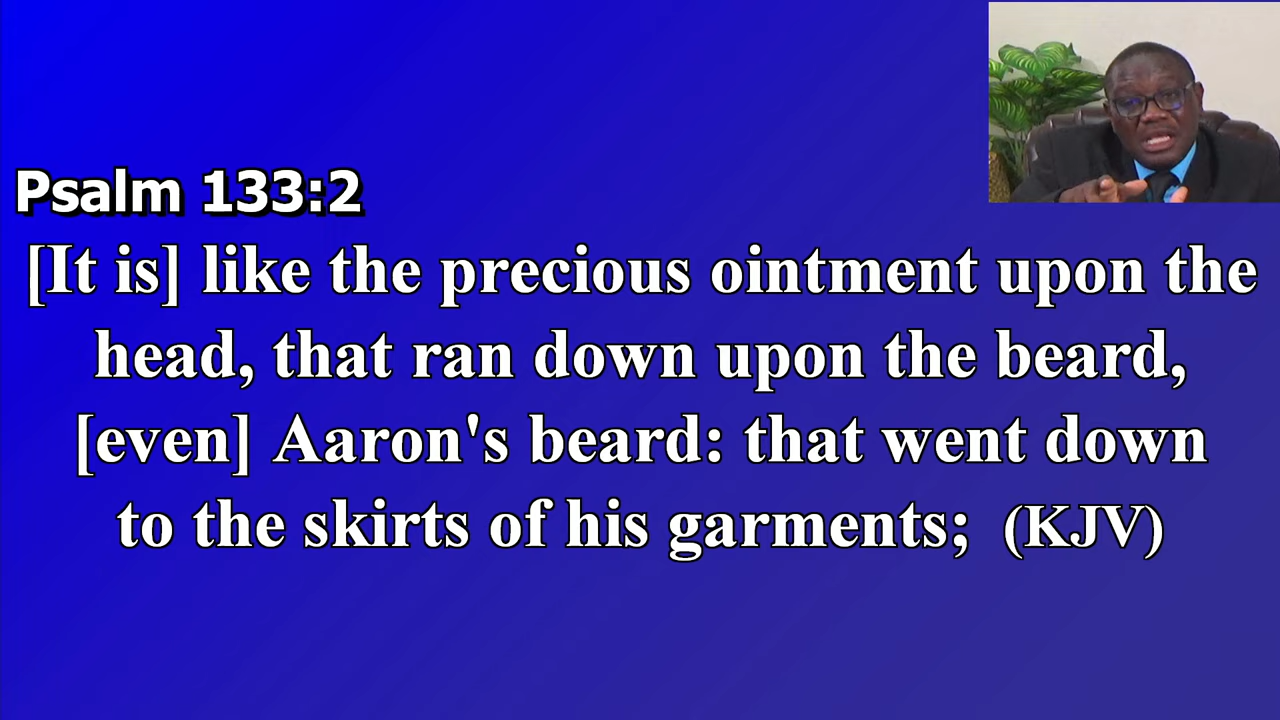 Psalm 133:2
[It is] like the precious ointment upon the
head, that ran down upon the beard,
[even] Aaron's beard: that went down
to the skirts of his garments; (KJV)